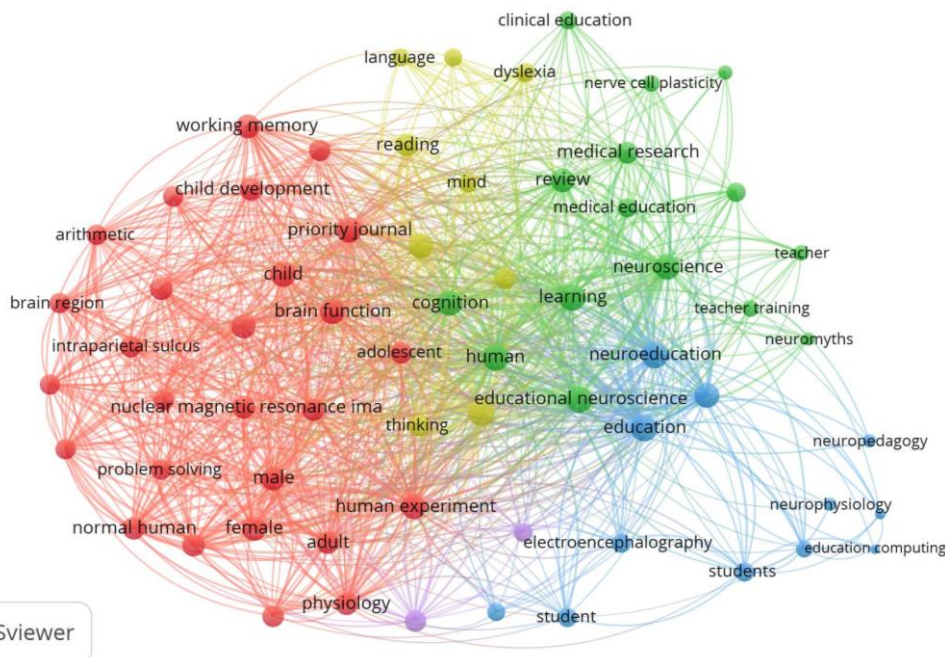 clinical education
language
dyslexia
nerve cell plasticity
working memory
reading
medical research
child development
mind
review
medical education
arithmetic
priority journal
teacher
child
neuroscience
brain region
brain function
cognition
learning
teacher training
intraparietal sulcus
adolescent
human
neuroeducation
neuromyths
nuclear magnetic resonance ima
educational neuroscience
thinking
education
neuropedagogy
problem solving
male
human experiment
neurophysiology
normal human
female
adult
electroencephalography
education computing
students
physiology
student
Sviewer